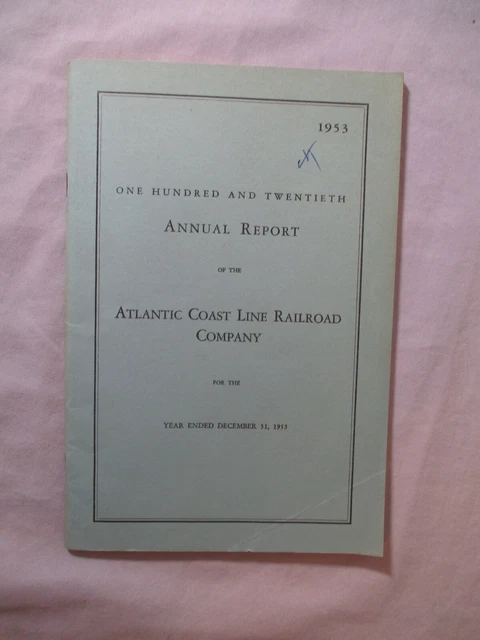 1953
ONE HUNDRED AND TWENTIETH
ANNUAL REPORT
OF THE
ATLANTIC COAST LINE RAILROAD
COMPANY
FOR THE
YEAR ENDED DECEMBER 31, 1953